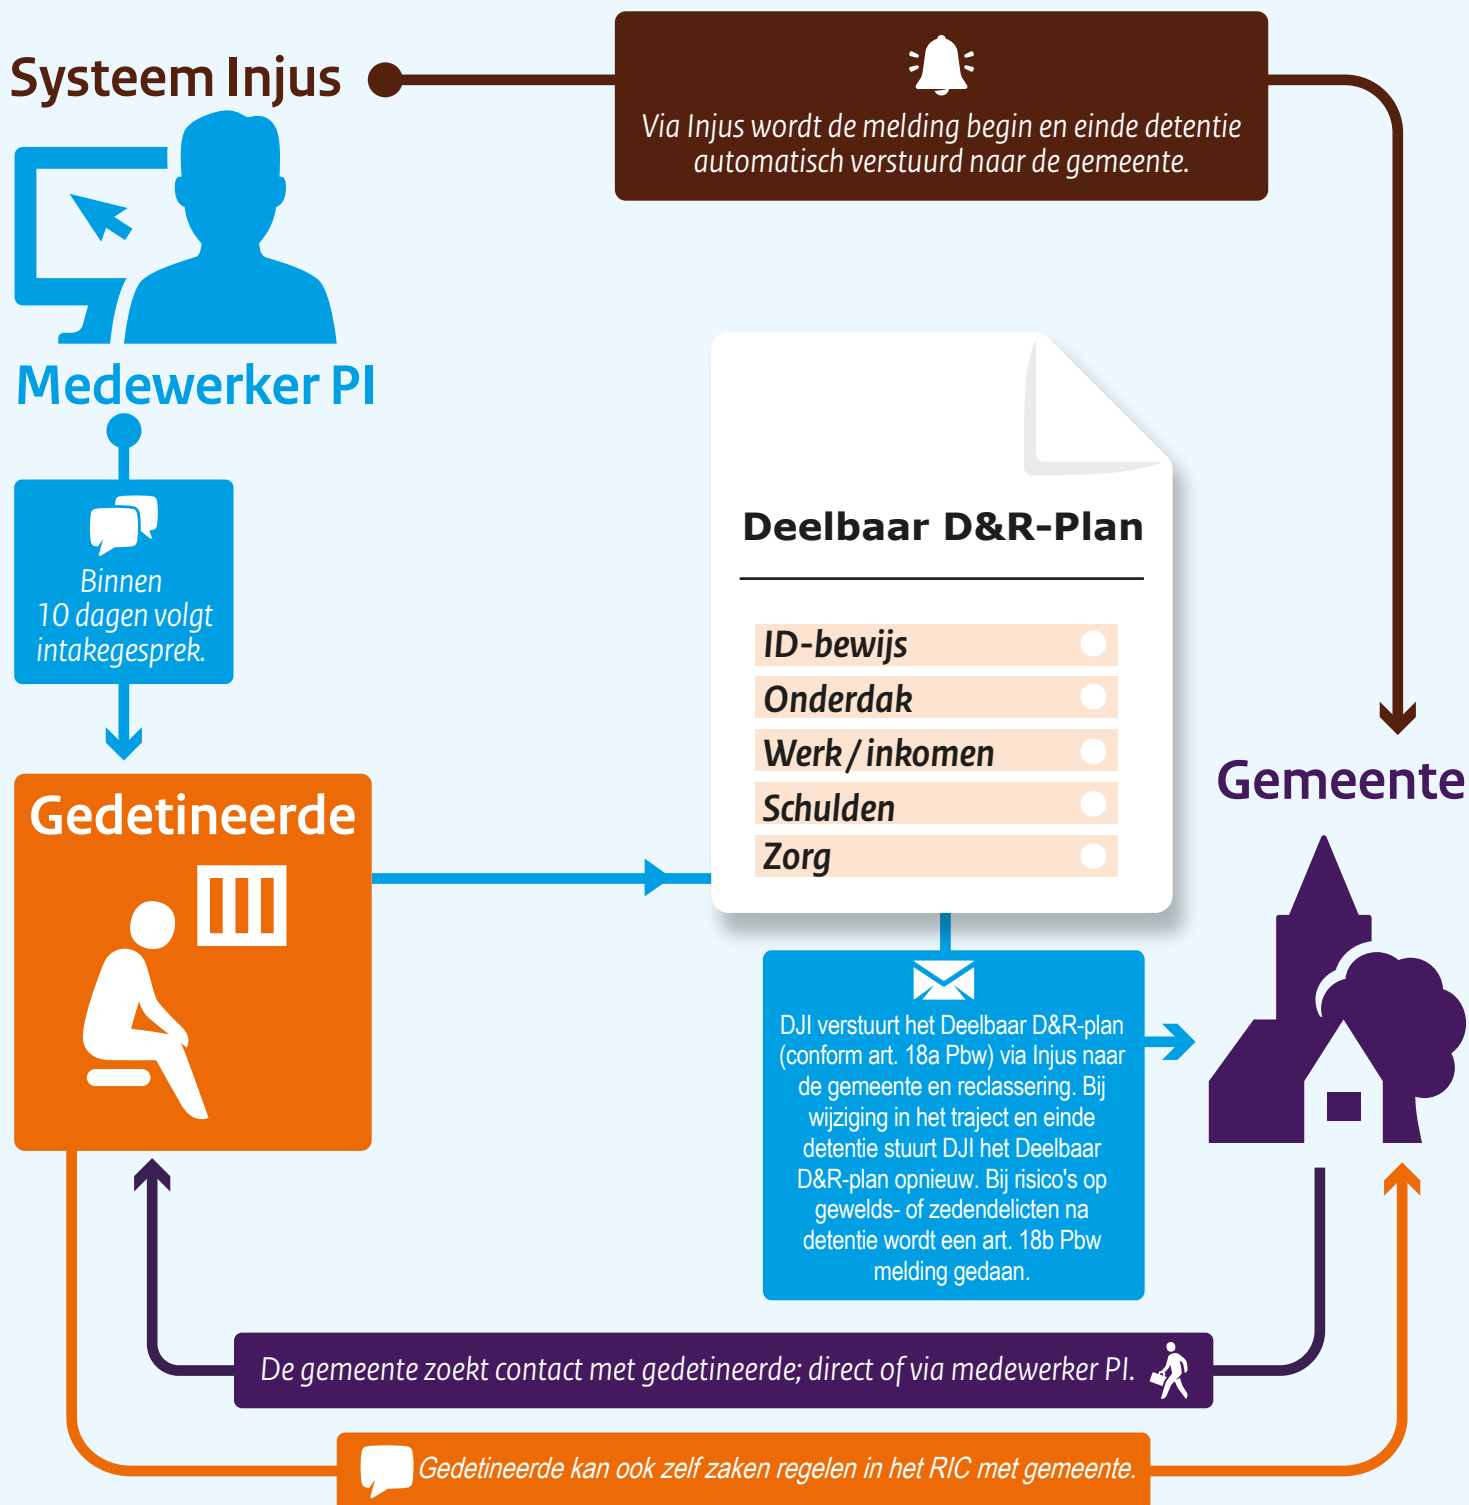 Systeem Injus
Via Injus wordt de melding begin en einde detentie
automatisch verstuurd naar de gemeente.
Medewerker PI
Binnen
10 dagen volgt
intakegesprek.
Deelbaar D&R-Plan
ID-bewijs
Onderdak
Werk / inkomen
Schulden
Zorg
Gemeente
Gedetineerde
DJI verstuurt het Deelbaar D&R-plan
(conform art. 18a Pbw) via Injus naar
de gemeente en reclassering. Bij
wijziging in het traject en einde
detentie stuurt DJI het Deelbaar
D&R-plan opnieuw. Bij risico's op
gewelds- of zedendelicten na
detentie wordt een art. 18b Pbw
melding gedaan.
De gemeente zoekt contact met gedetineerde; direct of via medewerker PI.
Gedetineerde kan ook zelf zaken regelen in het RIC met gemeente.